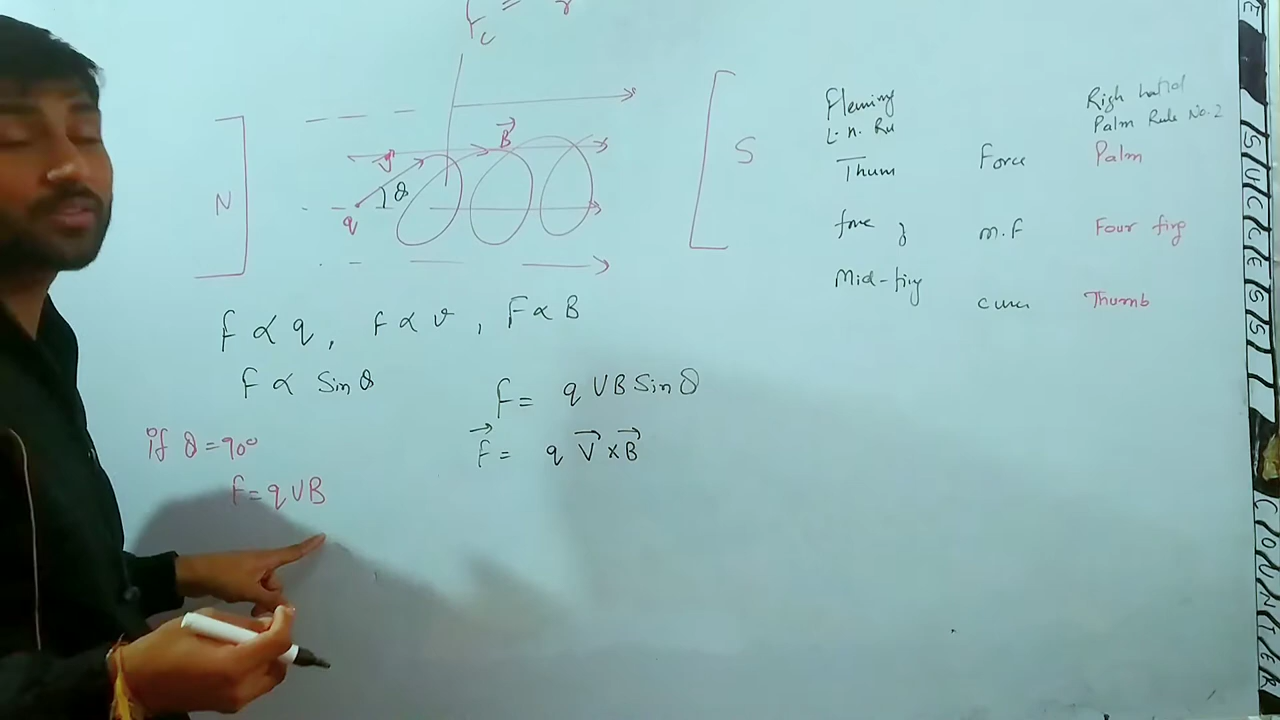 B
v
θ
q
N
S
F ∝ q, F ∝ v, F ∝ B
F ∝ Sin θ
F = q V B Sin θ
F = q V × B
if θ = 90°
F = q V B
Fleming
L. H. Ru
Thum Force Palm
fore f m.f Four fing
Mid-fing Thumb
Righ hand
Palm Rule No. 2
SUCCESS
COUNTER